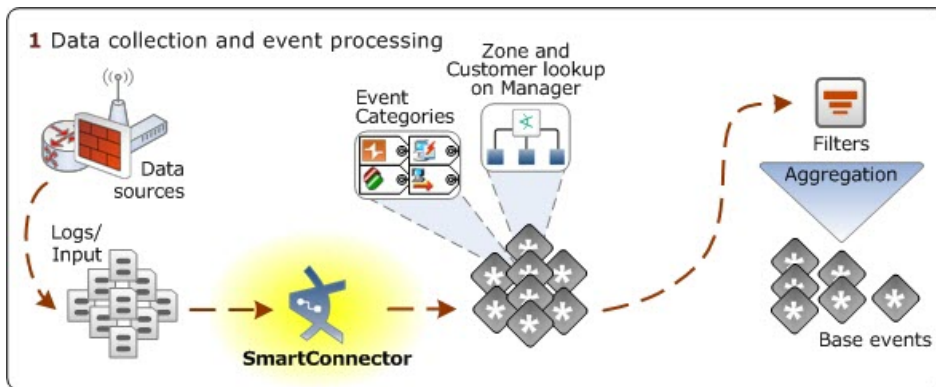 1 Data collection and event processing
Data
sources
Logs/
Input
SmartConnector
Event
Categories
Zone and
Customer lookup
on Manager
Filters
Aggregation
Base events